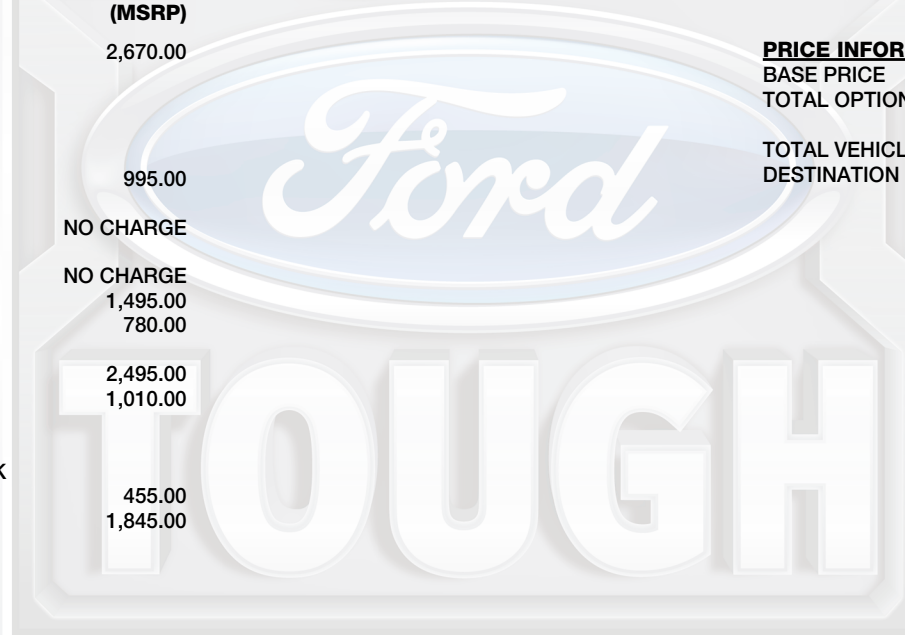 (MSRP)
2,670.00
995.00
NO CHARGE
NO CHARGE
1,495.00
780.00
2,495.00
1,010.00
K
455.00
1,845.00
PRICE INFOR
BASE PRICE
TOTAL OPTION
TOTAL VEHICL
DESTINATION
Ford
TOUGH